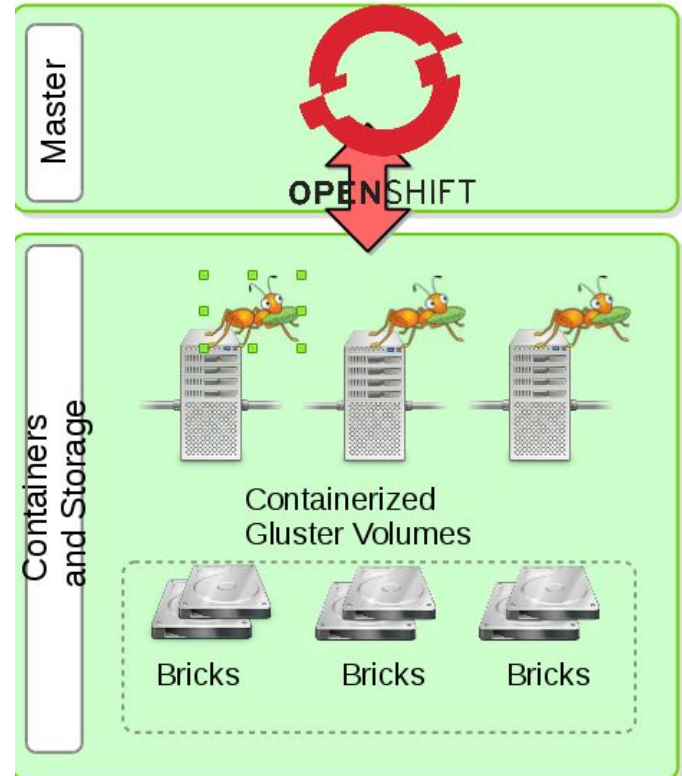 Master
OPENSHIFT
Containers
and Storage
Containerized
Gluster Volumes
Bricks
Bricks
Bricks